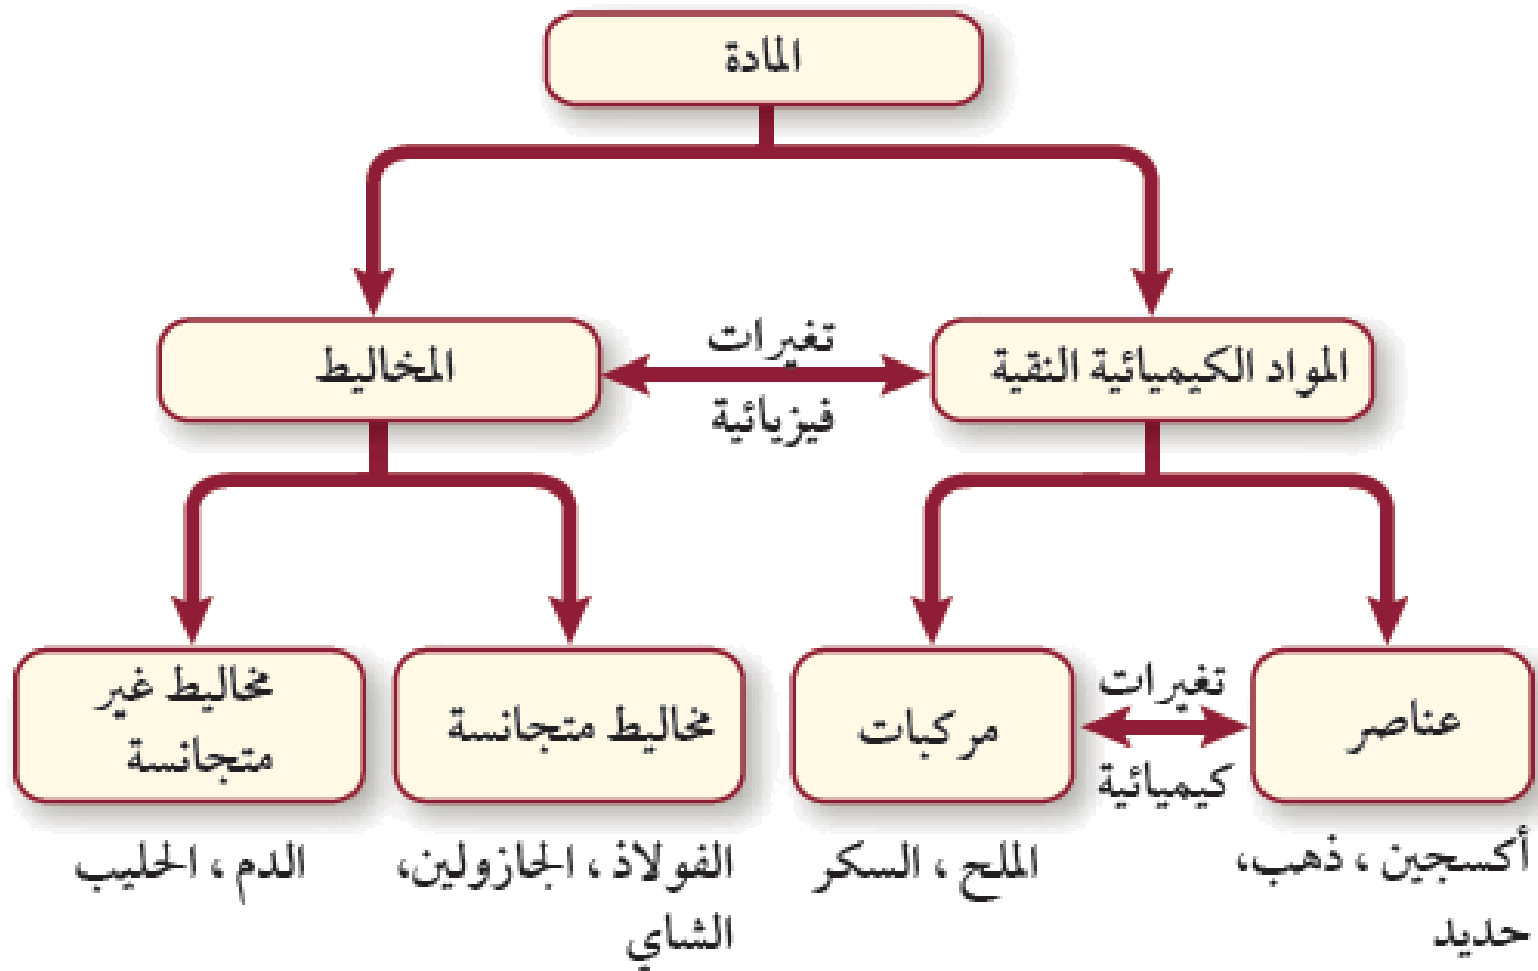 المادة
المواد الكيميائية النقية
تغيرات
فيزيائية
المخاليط
عناصر
تغيرات
كيميائية
مركبات
مخاليط متجانسة
مخاليط غير
متجانسة
أكسجين ، ذهب،
حديد
الملح ، السكر
الفولاذ ، الجازولين،
الشاي
الدم ، الحليب